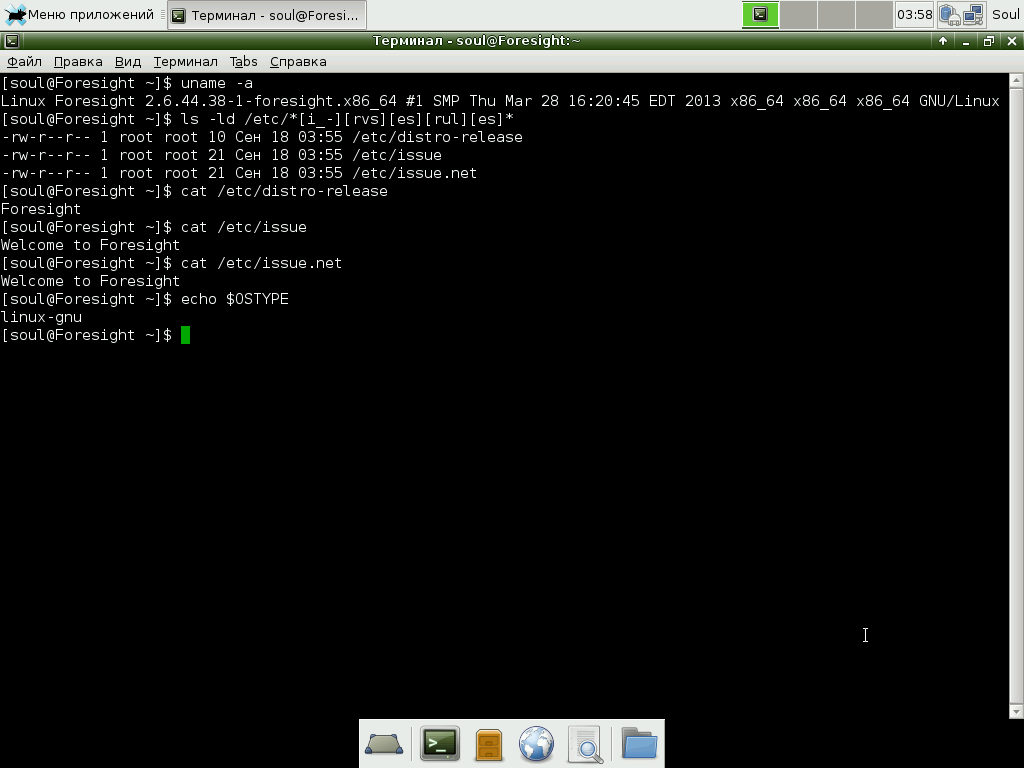 Меню приложений Терминал - soul@Foresi... 03:58 Soul
Терминал - soul@Foresight:~
Файл Правка Вид Терминал Tabs Справка
[soul@Foresight ~]$ uname -a
Linux Foresight 2.6.44.38-1-foresight.x86_64 #1 SMP Thu Mar 28 16:20:45 EDT 2013 x86_64 x86_64 x86_64 GNU/Linux
[soul@Foresight ~]$ ls -ld /etc/*[i_-][rvs][es][rul][es]*
-rw-r--r-- 1 root root 10 Сен 18 03:55 /etc/distro-release
-rw-r--r-- 1 root root 21 Сен 18 03:55 /etc/issue
-rw-r--r-- 1 root root 21 Сен 18 03:55 /etc/issue.net
[soul@Foresight ~]$ cat /etc/distro-release
Foresight
[soul@Foresight ~]$ cat /etc/issue
Welcome to Foresight
[soul@Foresight ~]$ cat /etc/issue.net
Welcome to Foresight
[soul@Foresight ~]$ echo $OSTYPE
linux-gnu
[soul@Foresight ~]$